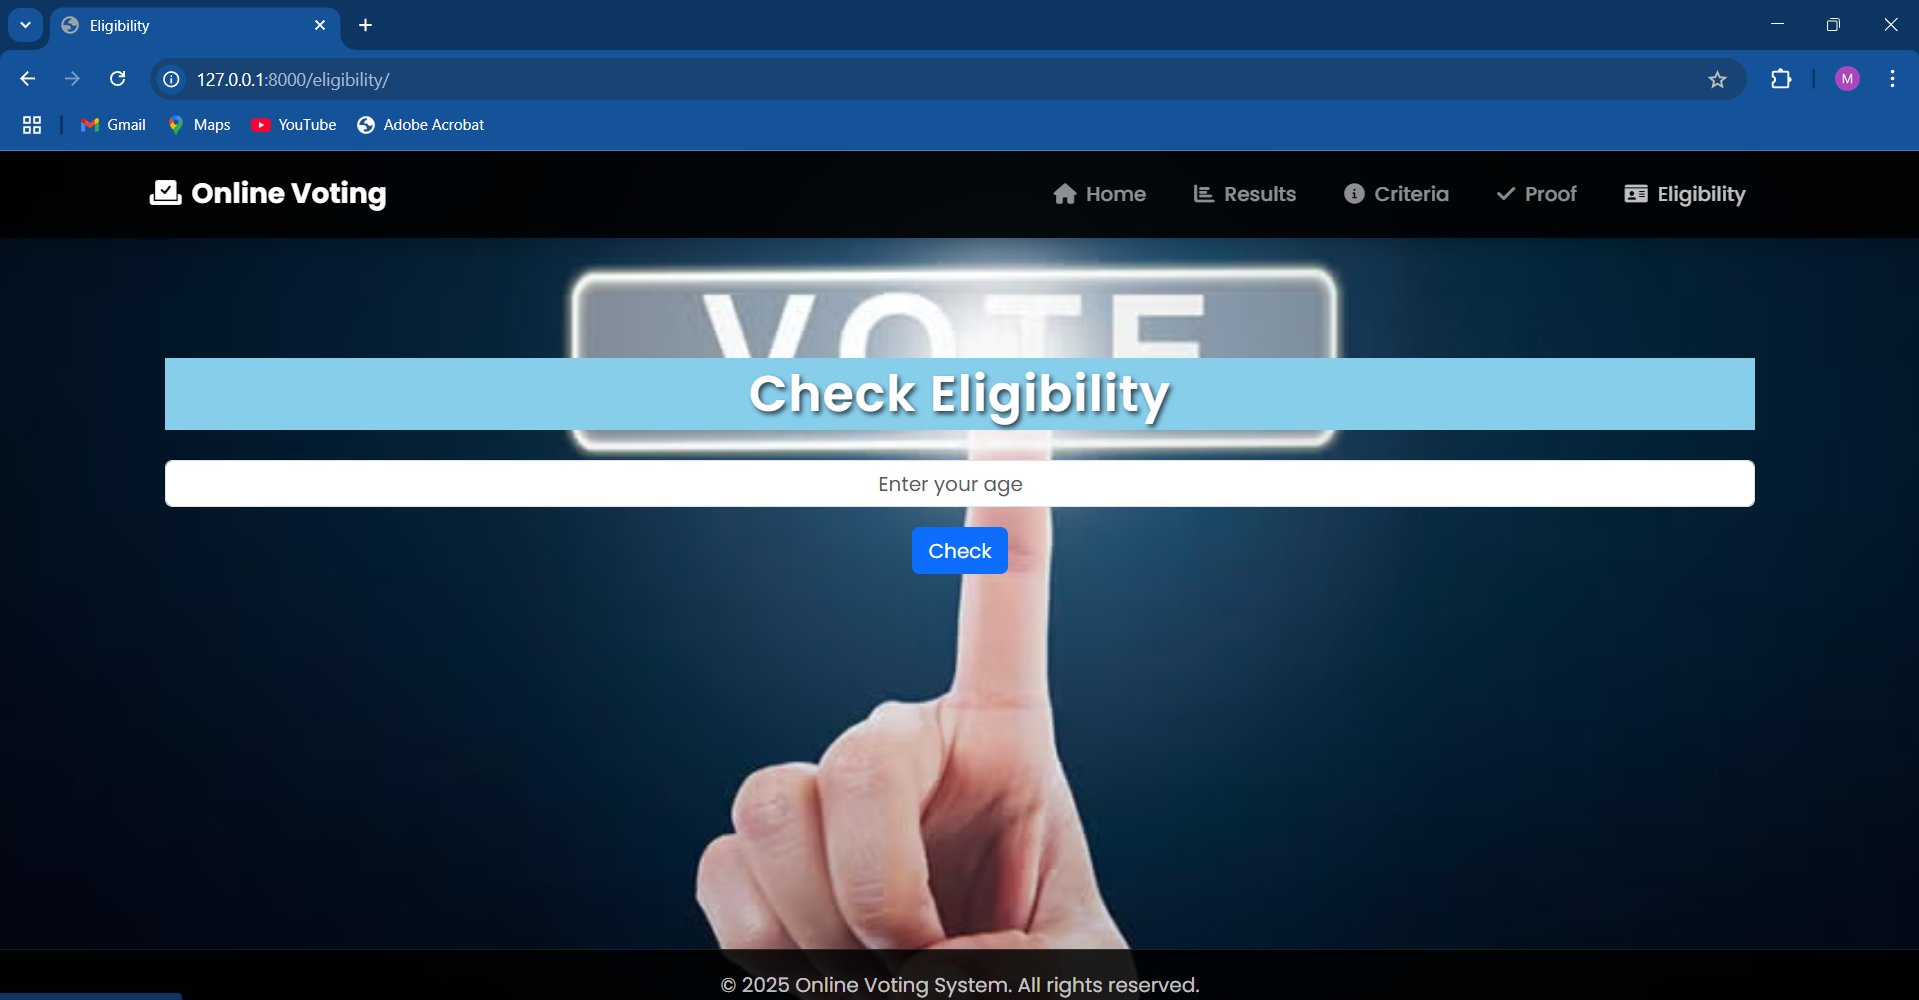 Eligibility
127.0.0.1:8000/eligibility/
M
Gmail Maps YouTube Adobe Acrobat
Online Voting Home Results Criteria Proof Eligibility
VOTE
Check Eligibility
Enter your age
Check
© 2025 Online Voting System. All rights reserved.